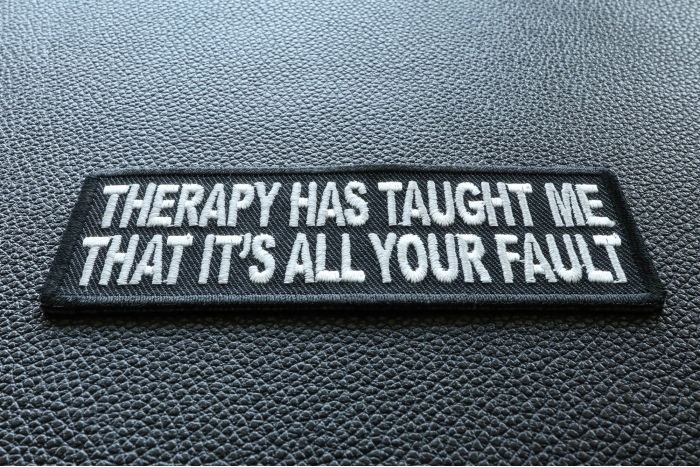 THERAPY HAS TAUGHT ME
THAT IT'S ALL YOUR FAULT